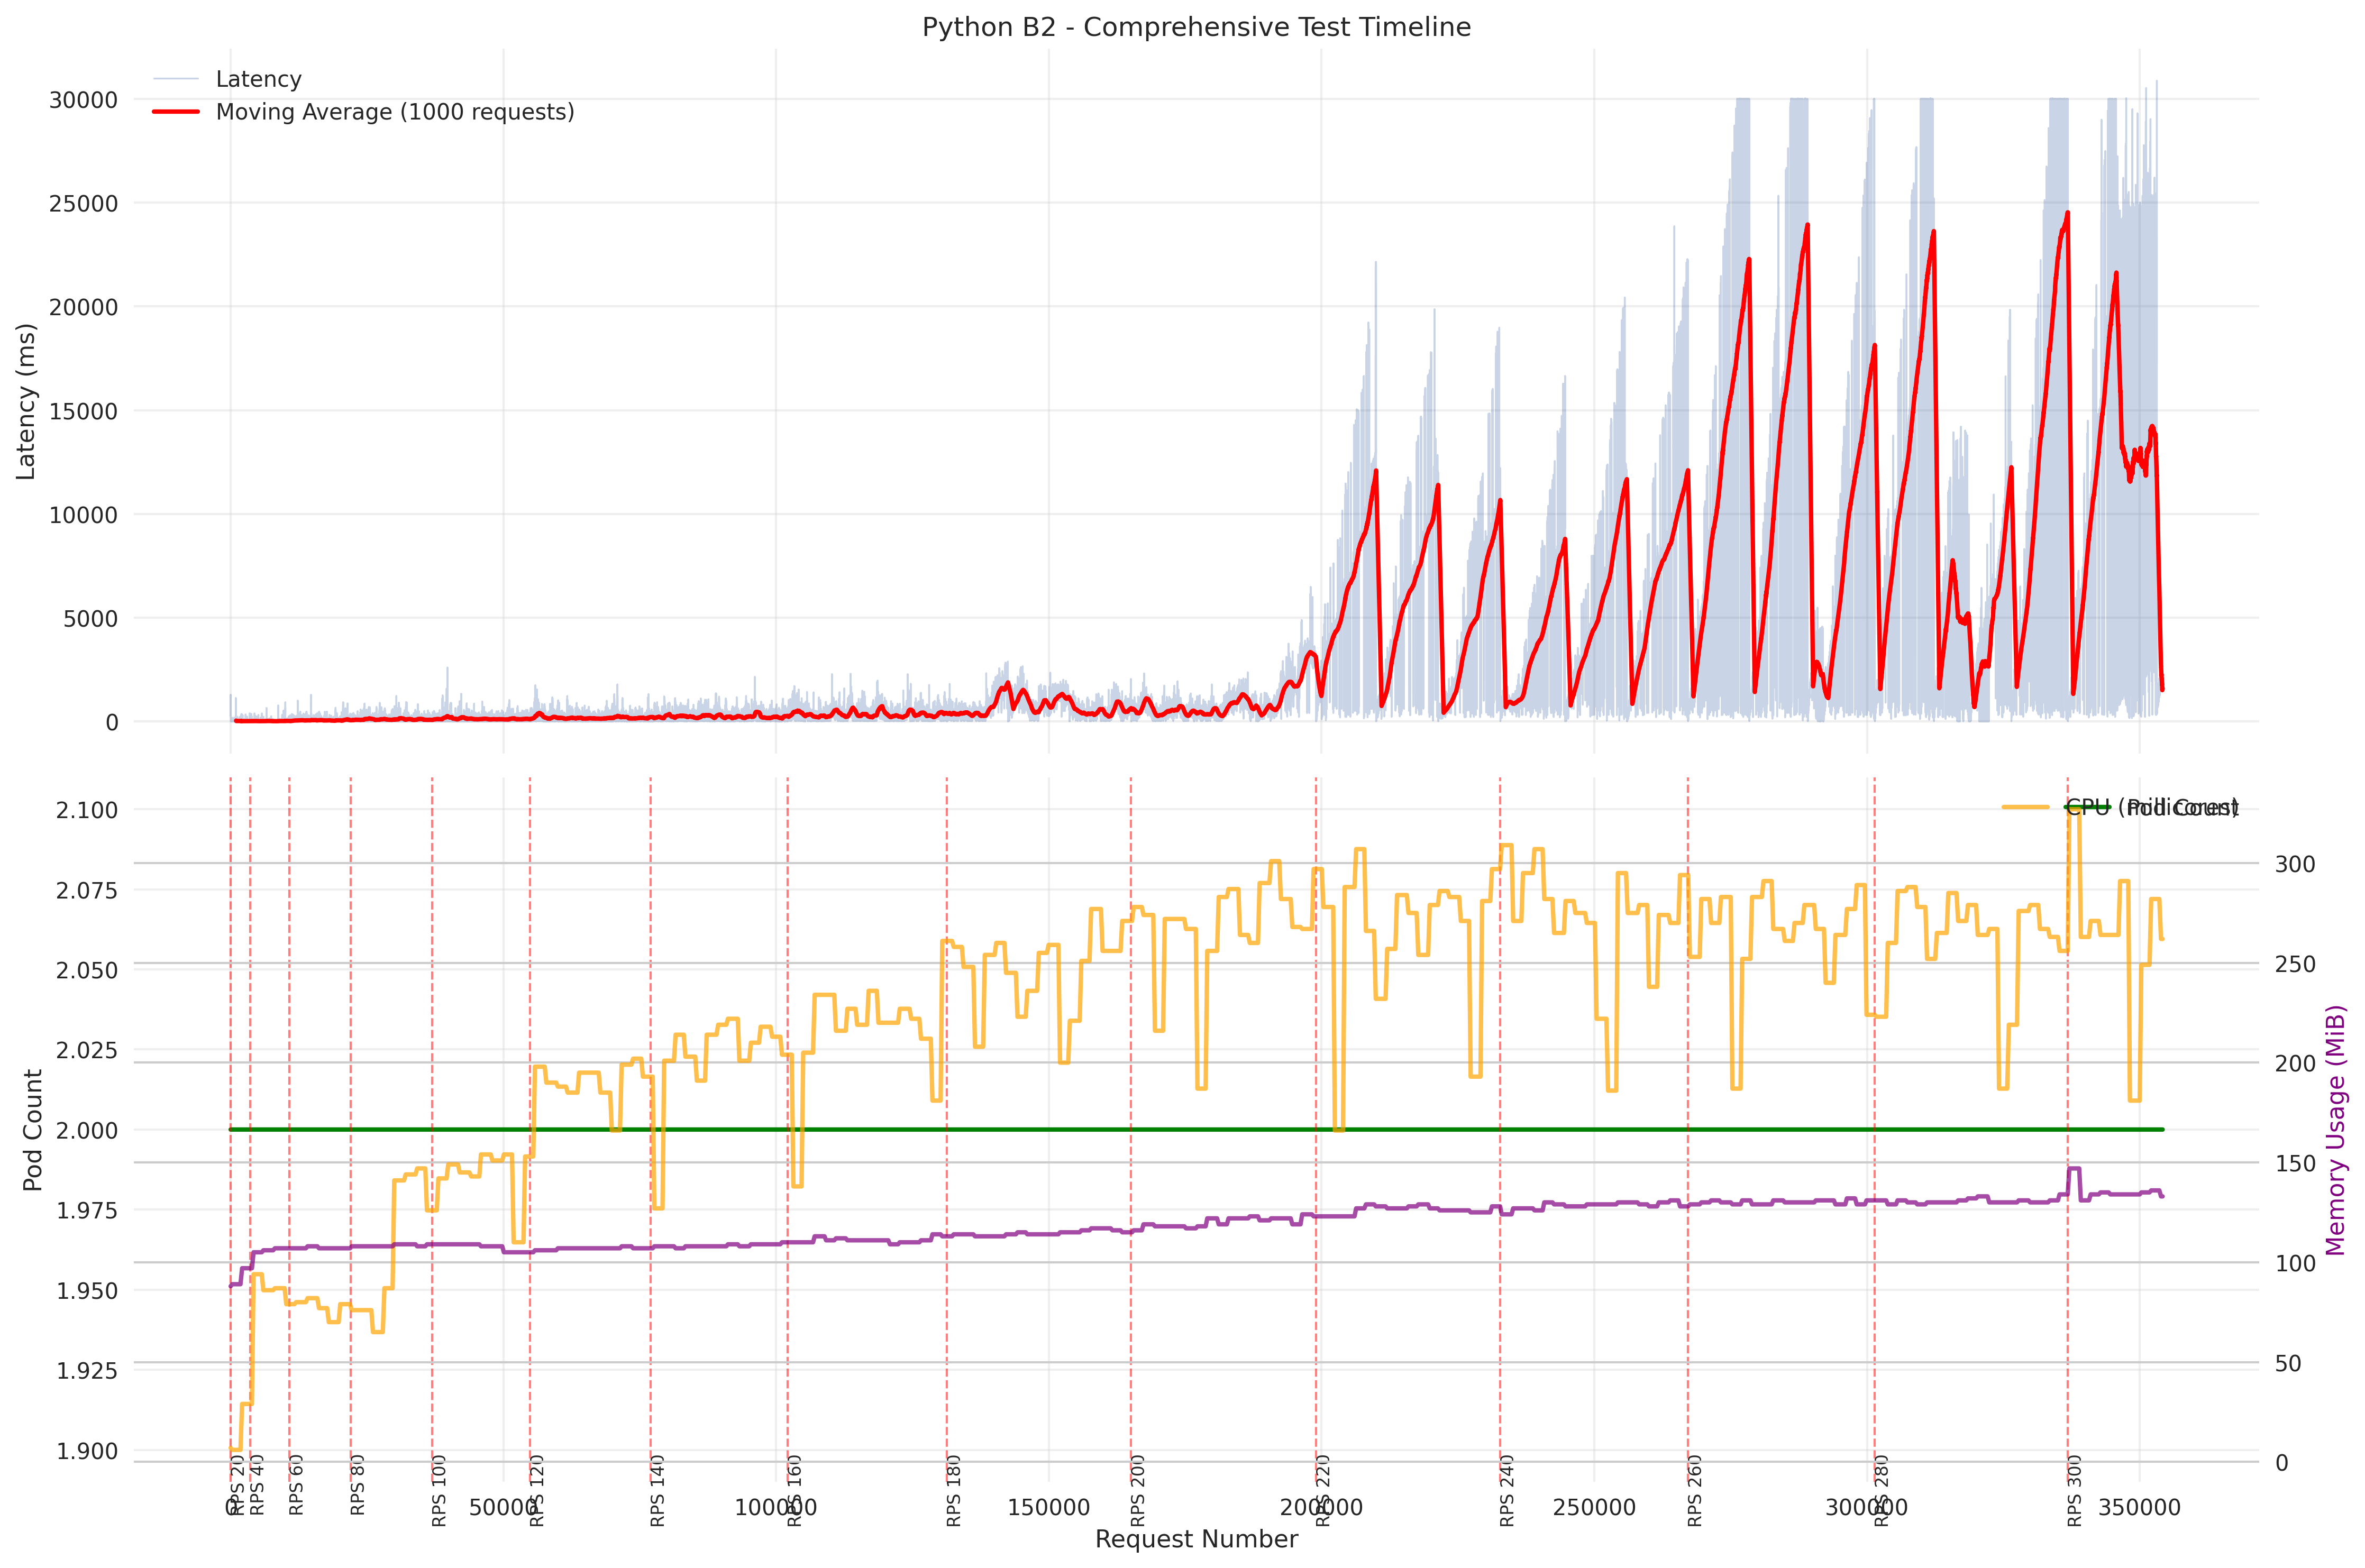 Python B2 - Comprehensive Test Timeline
Latency
Moving Average (1000 requests)
Latency (ms)
30000
25000
20000
15000
10000
5000
0
CPU (millicores)
Pod Count
Pod Count
2.100
2.075
2.050
2.025
2.000
1.975
1.950
1.925
1.900
300
250
200
150
100
50
0
Memory Usage (MiB)
RPS 20
RPS 40
RPS 60
RPS 80
RPS 100
RPS 120
RPS 140
RPS 160
RPS 180
RPS 200
RPS 220
RPS 240
RPS 260
RPS 280
RPS 300
0
50000
100000
150000
200000
250000
300000
350000
Request Number